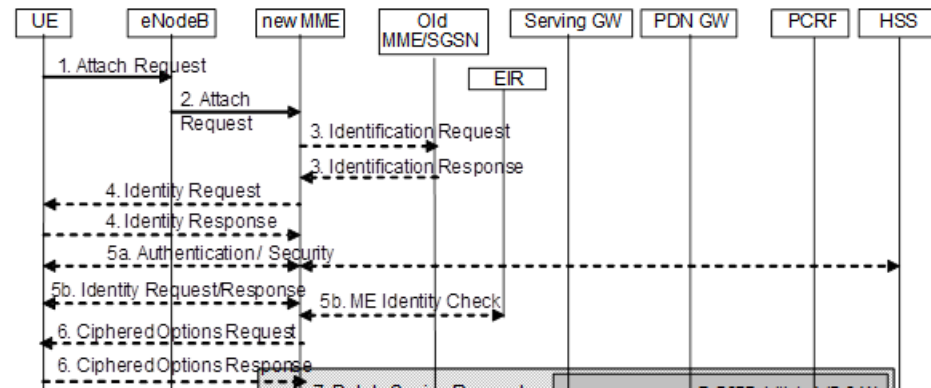 UE
eNodeB
new MME
Old
MME/SGSN
Serving GW
PDN GW
PCRF
HSS
EIR
1. Attach Request
2. Attach
Request
3. Identification Request
3. Identification Response
4. Identity Request
4. Identity Response
5a. Authentication / Security
5b. Identity Request/Response
5b. ME Identity Check
6. Ciphered Options Request
6. Ciphered Options Response